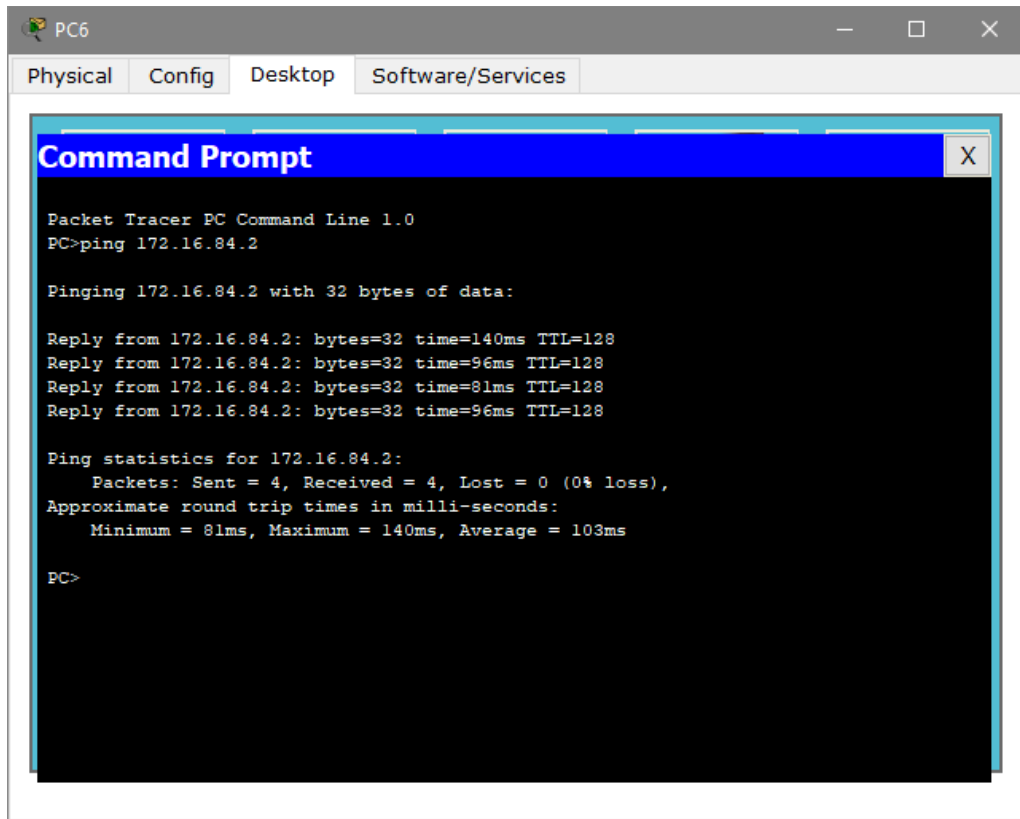 PC6
Physical Config Desktop Software/Services
Command Prompt
X
Packet Tracer PC Command Line 1.0
PC>ping 172.16.84.2
Pinging 172.16.84.2 with 32 bytes of data:
Reply from 172.16.84.2: bytes=32 time=140ms TTL=128
Reply from 172.16.84.2: bytes=32 time=96ms TTL=128
Reply from 172.16.84.2: bytes=32 time=81ms TTL=128
Reply from 172.16.84.2: bytes=32 time=96ms TTL=128
Ping statistics for 172.16.84.2:
Packets: Sent = 4, Received = 4, Lost = 0 (0% loss),
Approximate round trip times in milli-seconds:
Minimum = 81ms, Maximum = 140ms, Average = 103ms
PC>